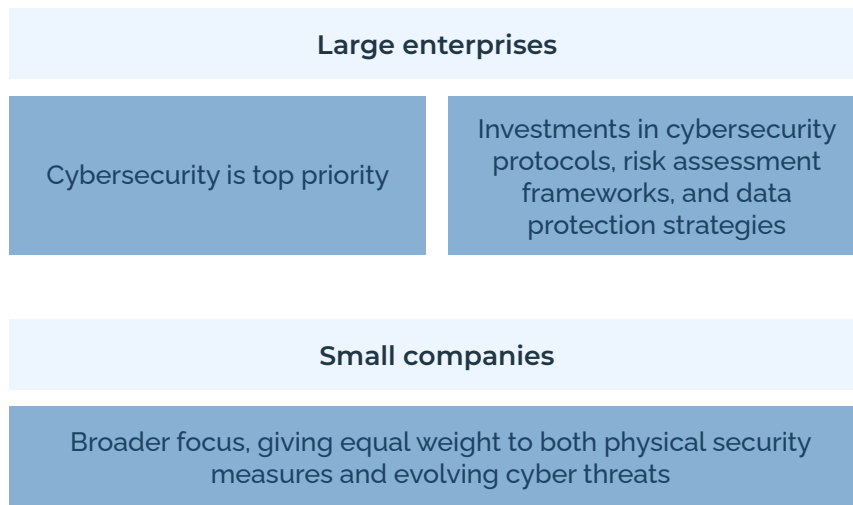 Large enterprises
Cybersecurity is top priority
Investments in cybersecurity
protocols, risk assessment
frameworks, and data
protection strategies
Small companies
Broader focus, giving equal weight to both physical security
measures and evolving cyber threats